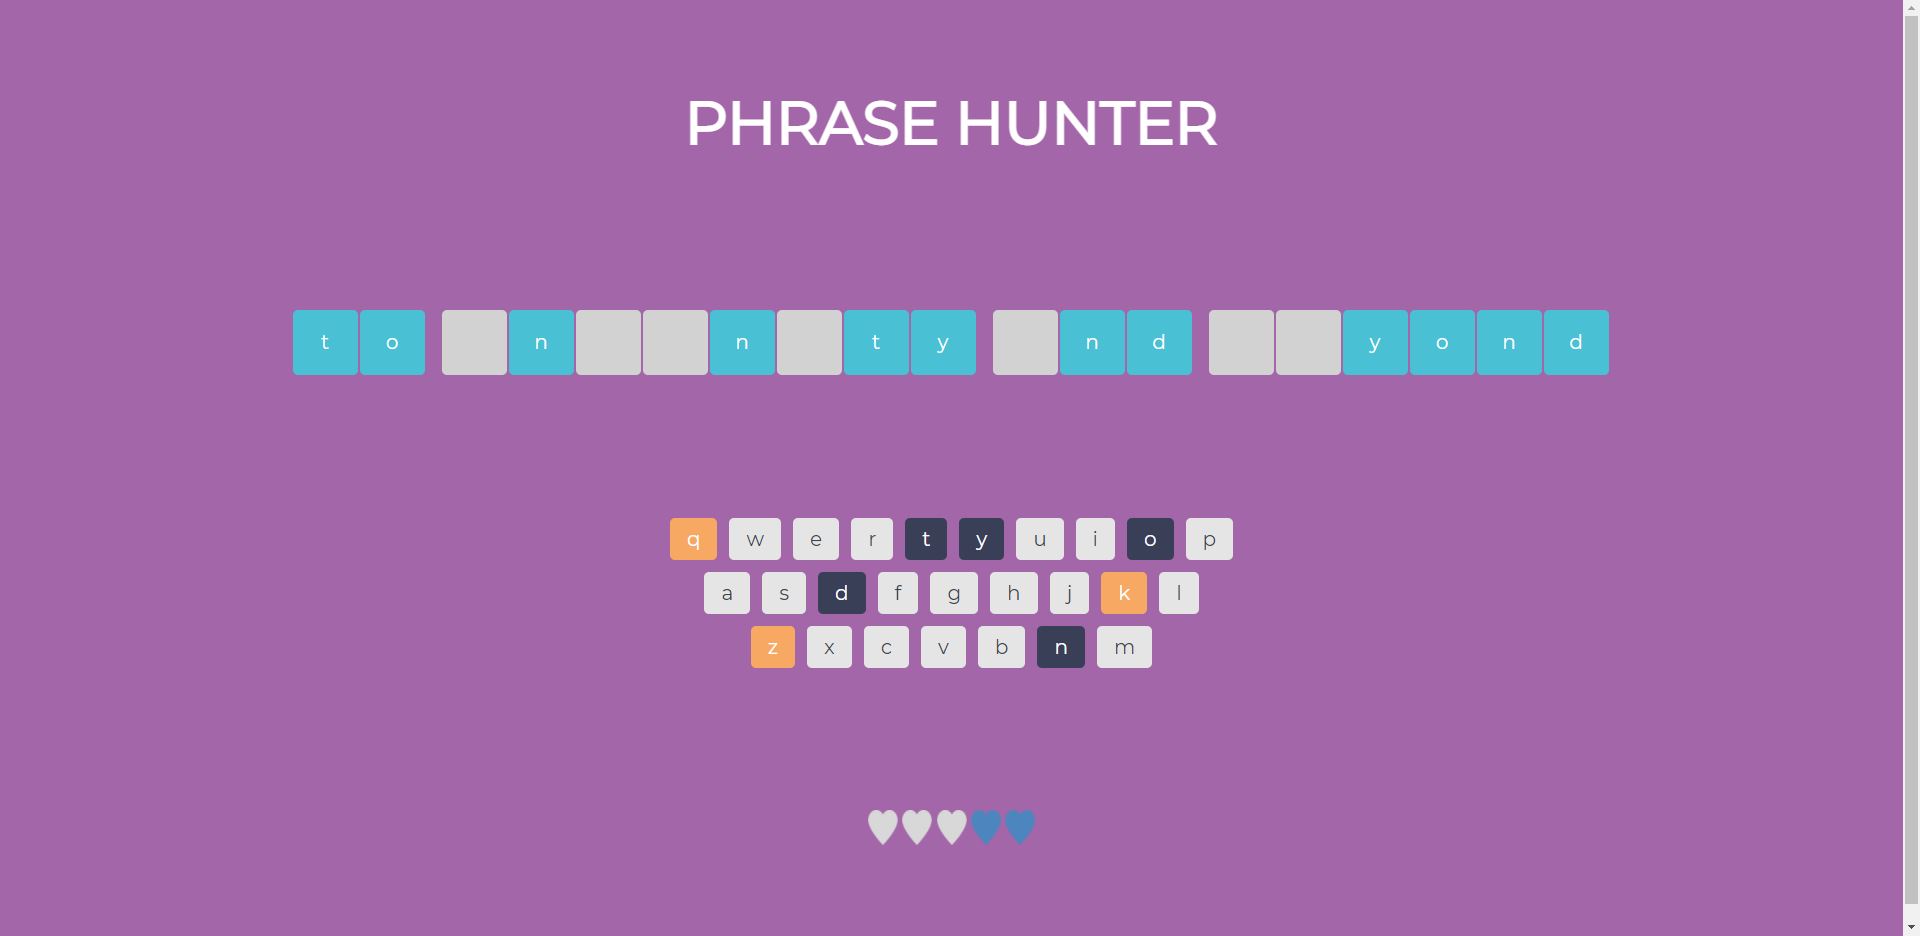 PHRASE HUNTER
t o n n t y n d y o n d
q w e r t y u i o p
a s d f g h j k l
z x c v b n m